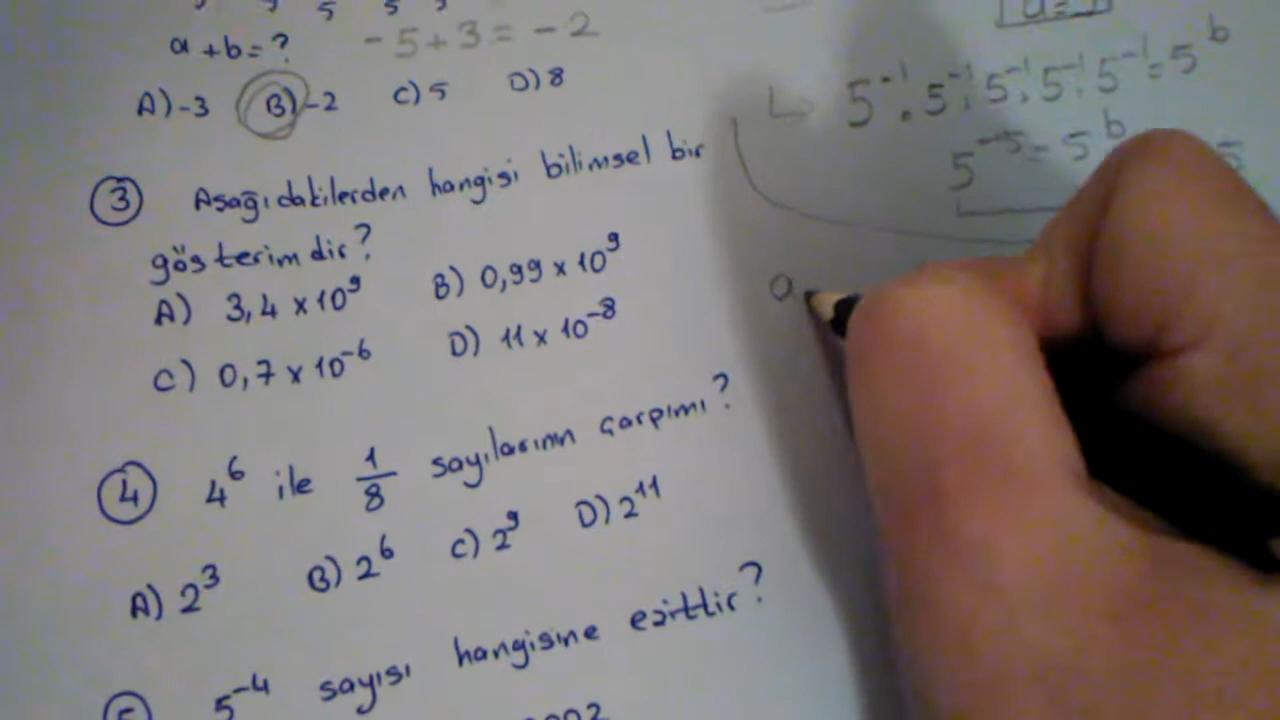 a + b = ? -5+3 = -2
A) -3 B) -2 C) 5 D) 8
3 Aşağıdakilerden hangisi bilimsel bir
gösterimdir?
A) 3,4 x 10⁹ B) 0,99 x 10⁹
C) 0,7 x 10⁻⁶ D) 11 x 10⁻⁸
4 4⁶ ile 1/8 sayılarının çarpımı?
A) 2³ B) 2⁶ C) 2⁹ D) 2¹¹
5⁻⁴ sayısı hangisine eşittir?
5⁻¹ . 5⁻¹ . 5⁻¹ . 5⁻¹ . 5⁻¹ = 5ᵇ
5⁻⁵ = 5ᵇ
a